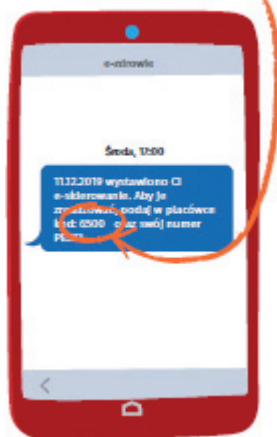 e-zdrowie
Środa, 17:00
11.12.2019 wystawiono Ci
e-skierowanie. Aby je
zrealizować, podaj w placówce
kod: 6500 oraz swój numer
PESEL